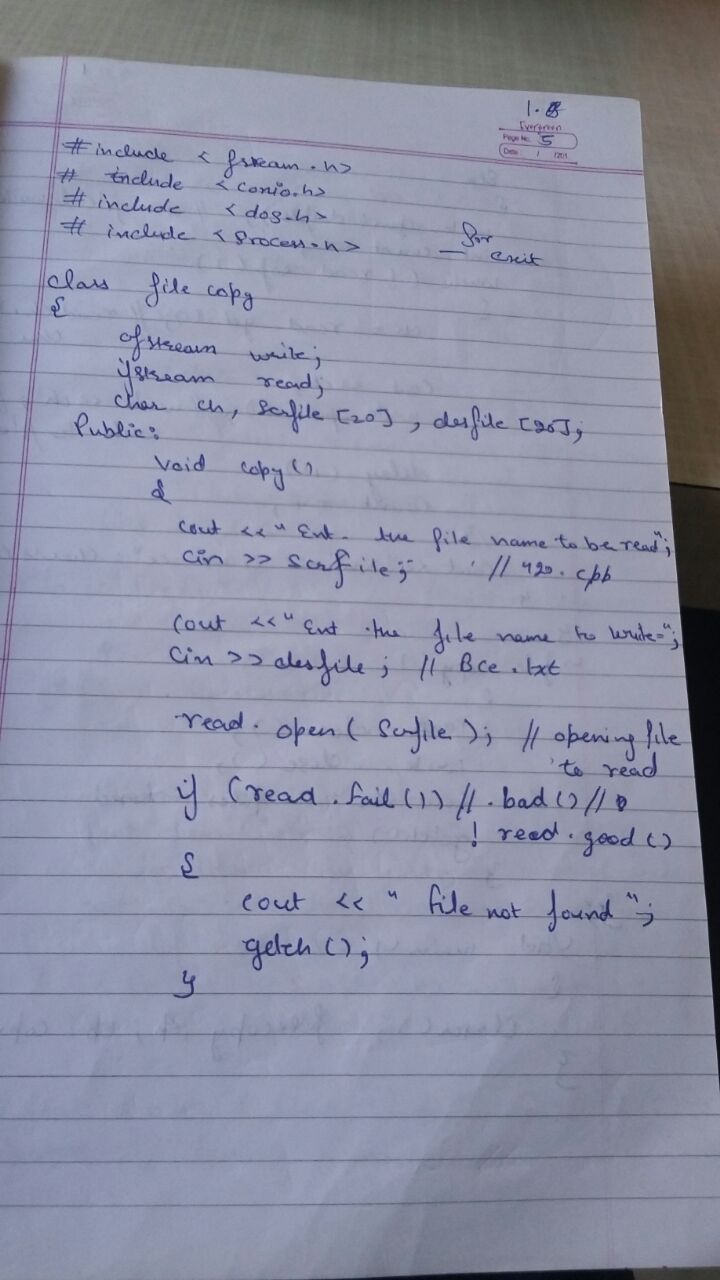 1.8
Evergreen
Page No. 5
Date: / /201
# include < fstream.h>
# include <conio.h>
# include <dos.h>
# include <process.h> — for exit
class file copy
{
ofstream write;
ifstream read;
char ch, scrfile [20], desfile [20];
Public:
void copy()
{
cout <<" Ent. the file name to be read";
cin >> scrfile; // 420.cpp
cout <<" Ent the file name to write=";
cin >> desfile; // Bce.txt
read.open( scrfile ); // opening file
to read
if (read.fail()) //.bad() //
! read.good()
{
cout << " file not found ";
getch();
}